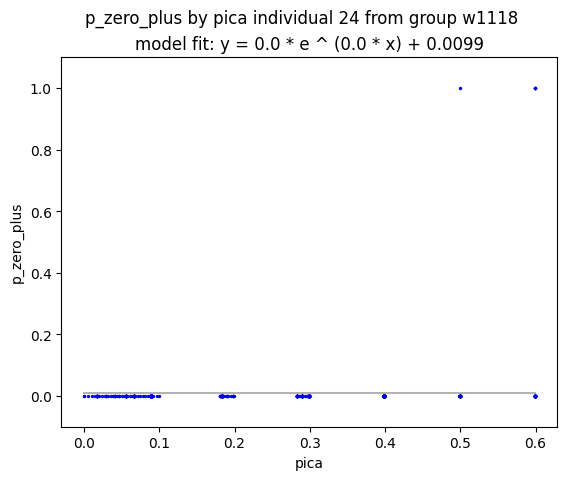 p_zero_plus by pica individual 24 from group w1118
model fit: y = 0.0 * e ^ (0.0 * x) + 0.0099
1.0
0.8
0.6
0.4
0.2
0.0
p_zero_plus
0.0 0.1 0.2 0.3 0.4 0.5 0.6
pica